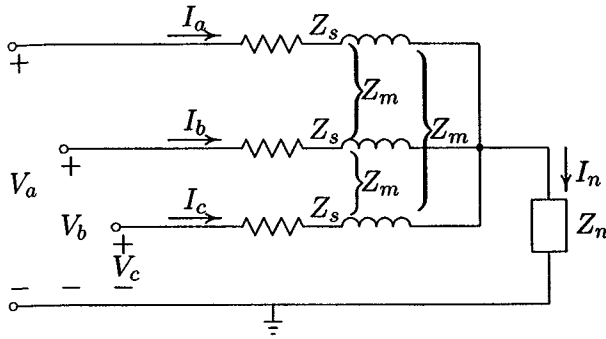 I_a
Z_s
+
Z_m
I_b
Z_s
Z_m
+
V_a
Z_m
I_n
I_c
Z_s
Z_n
V_b
+
V_c
− − −